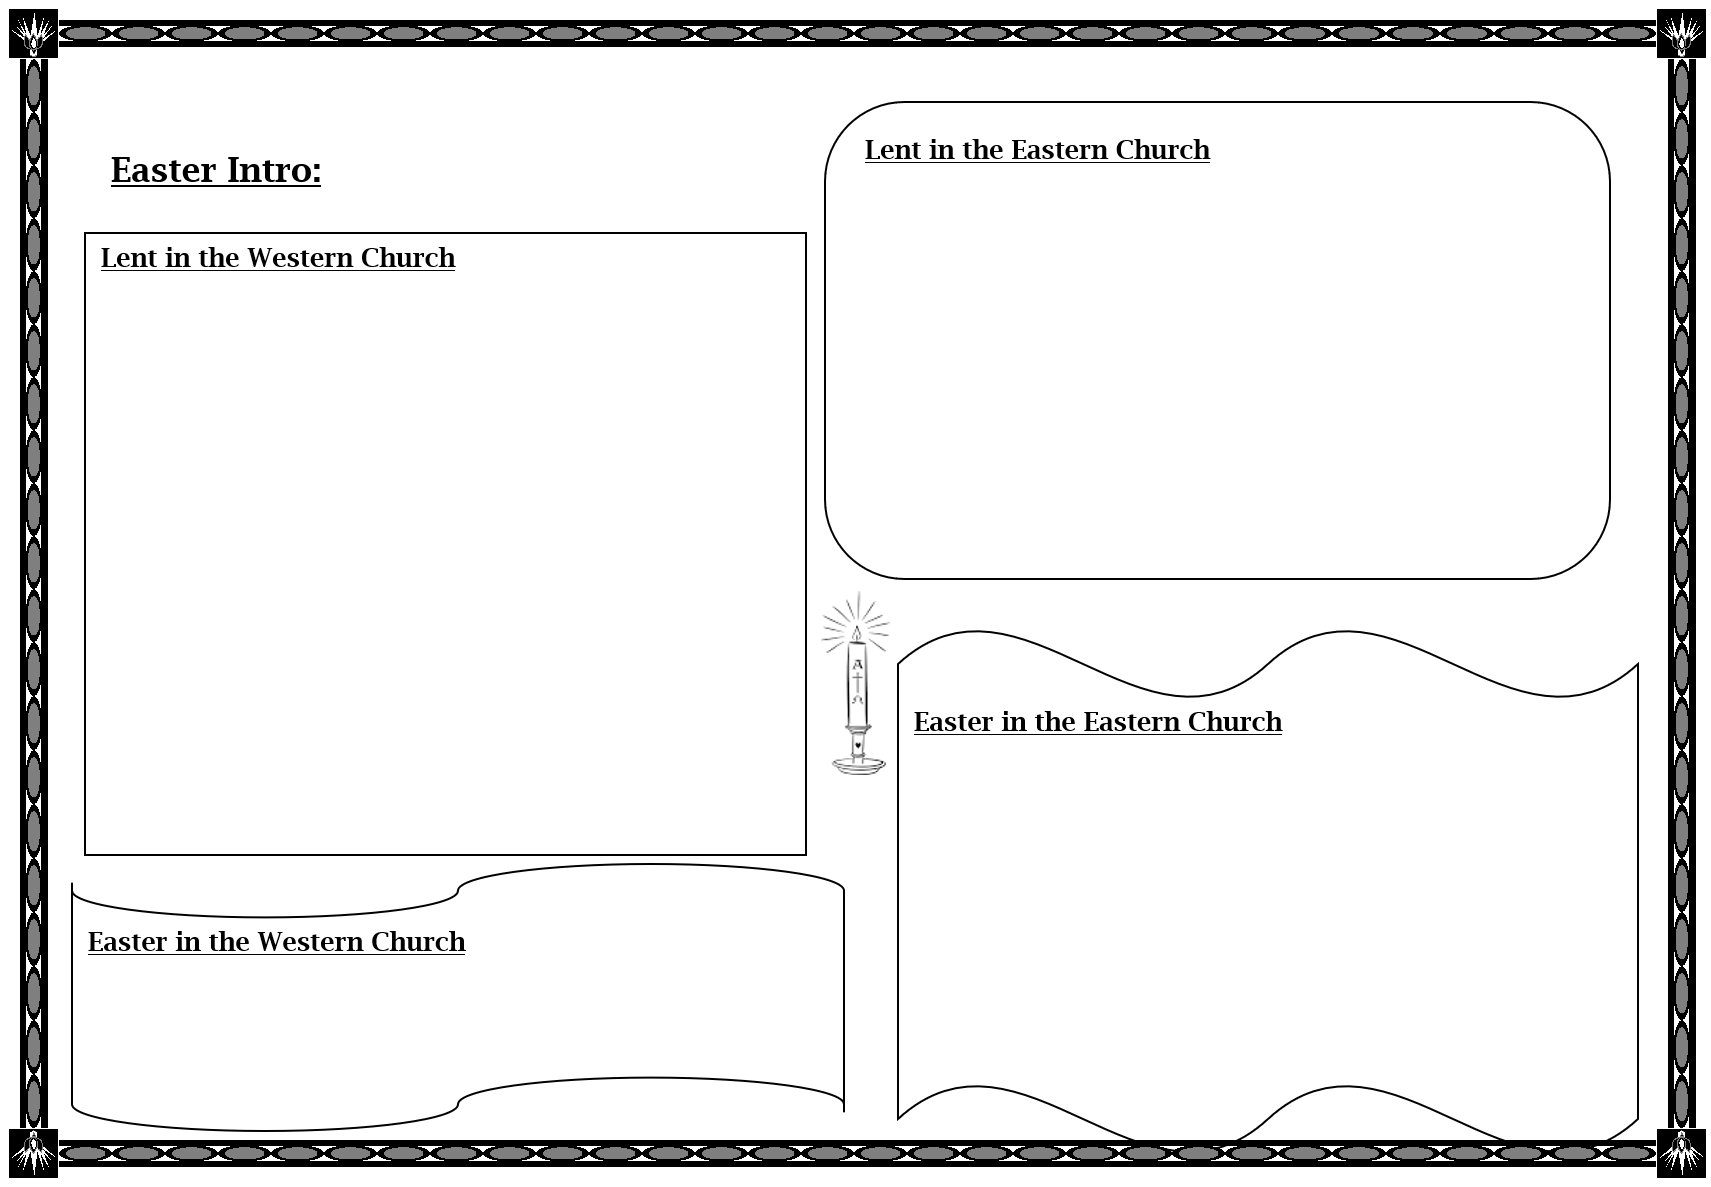 Easter Intro:
Lent in the Western Church
Easter in the Western Church
Lent in the Eastern Church
Α
Ω
Easter in the Eastern Church